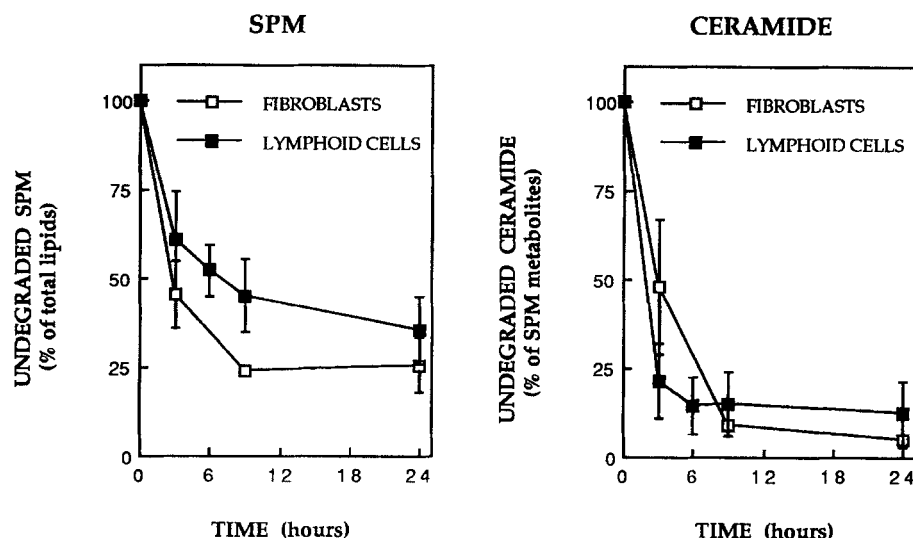 SPM
UNDEGRADED SPM
(% of total lipids)
100
75
50
25
0
FIBROBLASTS
LYMPHOID CELLS
0 6 12 18 24
TIME (hours)
CERAMIDE
UNDEGRADED CERAMIDE
(% of SPM metabolites)
100
75
50
25
0
FIBROBLASTS
LYMPHOID CELLS
0 6 12 18 24
TIME (hours)